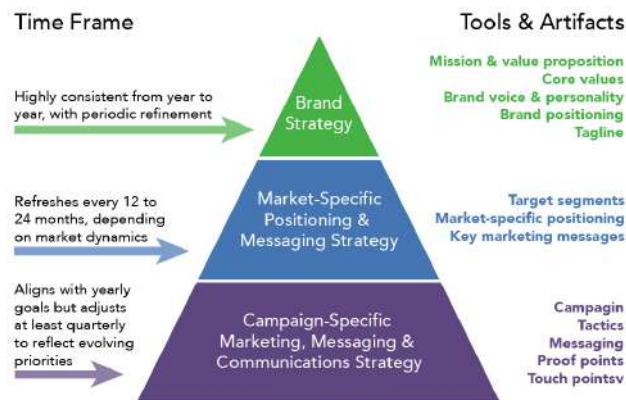 Time Frame
Tools & Artifacts
Highly consistent from year to
year, with periodic refinement
Brand
Strategy
Mission & value proposition
Core values
Brand voice & personality
Brand positioning
Tagline
Refreshes every 12 to
24 months, depending
on market dynamics
Market-Specific
Positioning &
Messaging Strategy
Target segments
Market-specific positioning
Key marketing messages
Aligns with yearly
goals but adjusts
at least quarterly
to reflect evolving
priorities
Campaign-Specific
Marketing, Messaging &
Communications Strategy
Campagin
Tactics
Messaging
Proof points
Touch pointsv